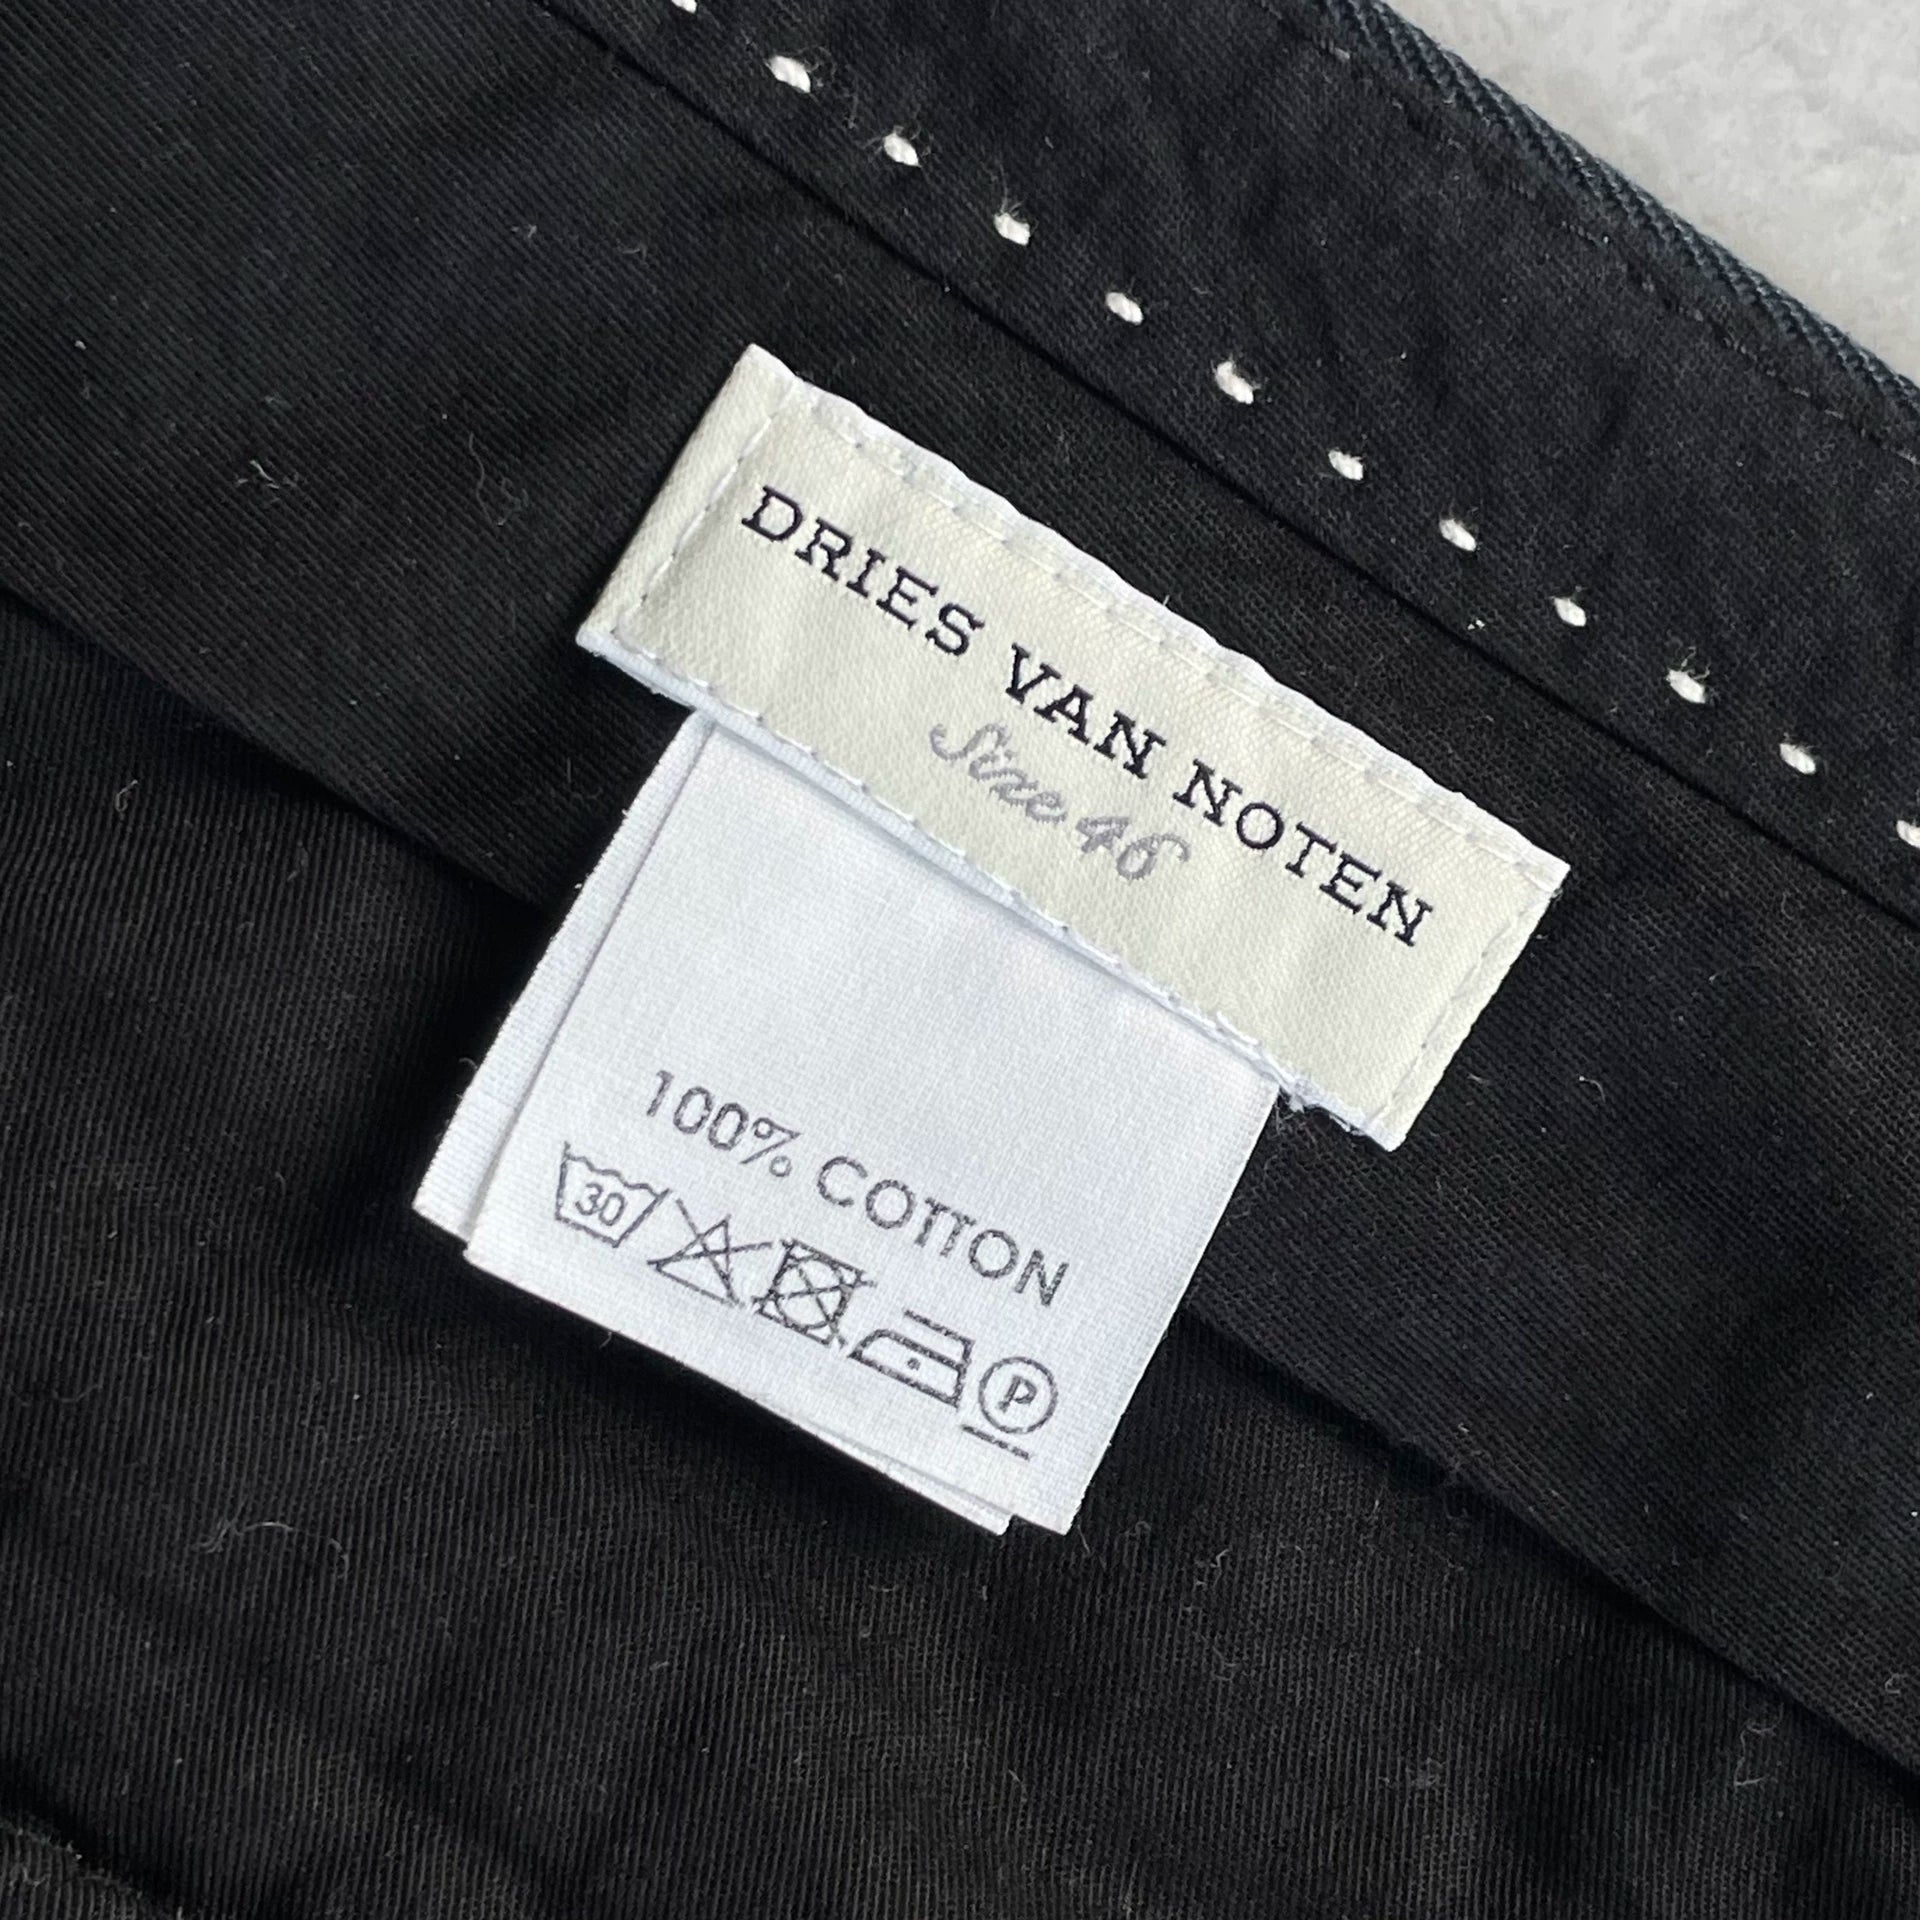 DRIES VAN NOTEN
Size 46
100% COTTON
30
P